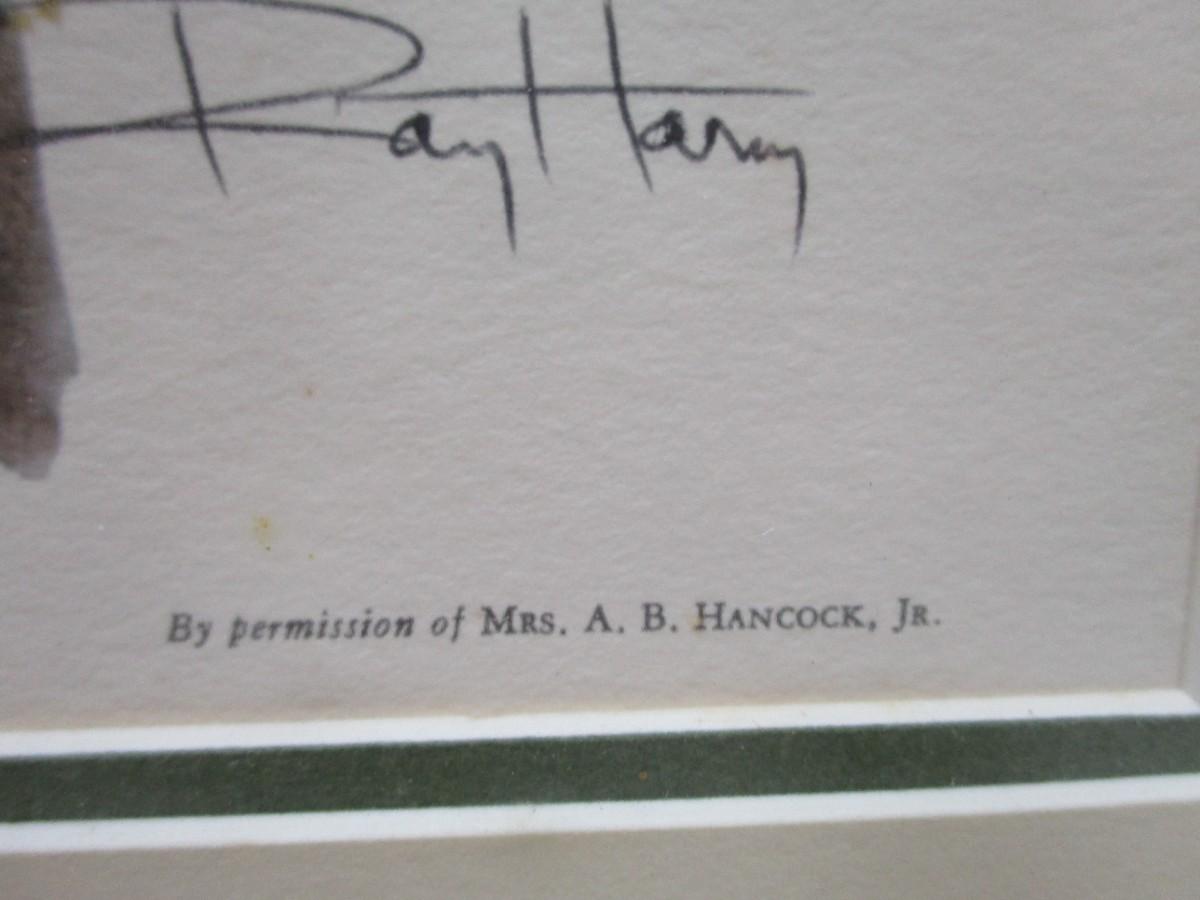 Ray Harm
By permission of MRS. A. B. HANCOCK, JR.